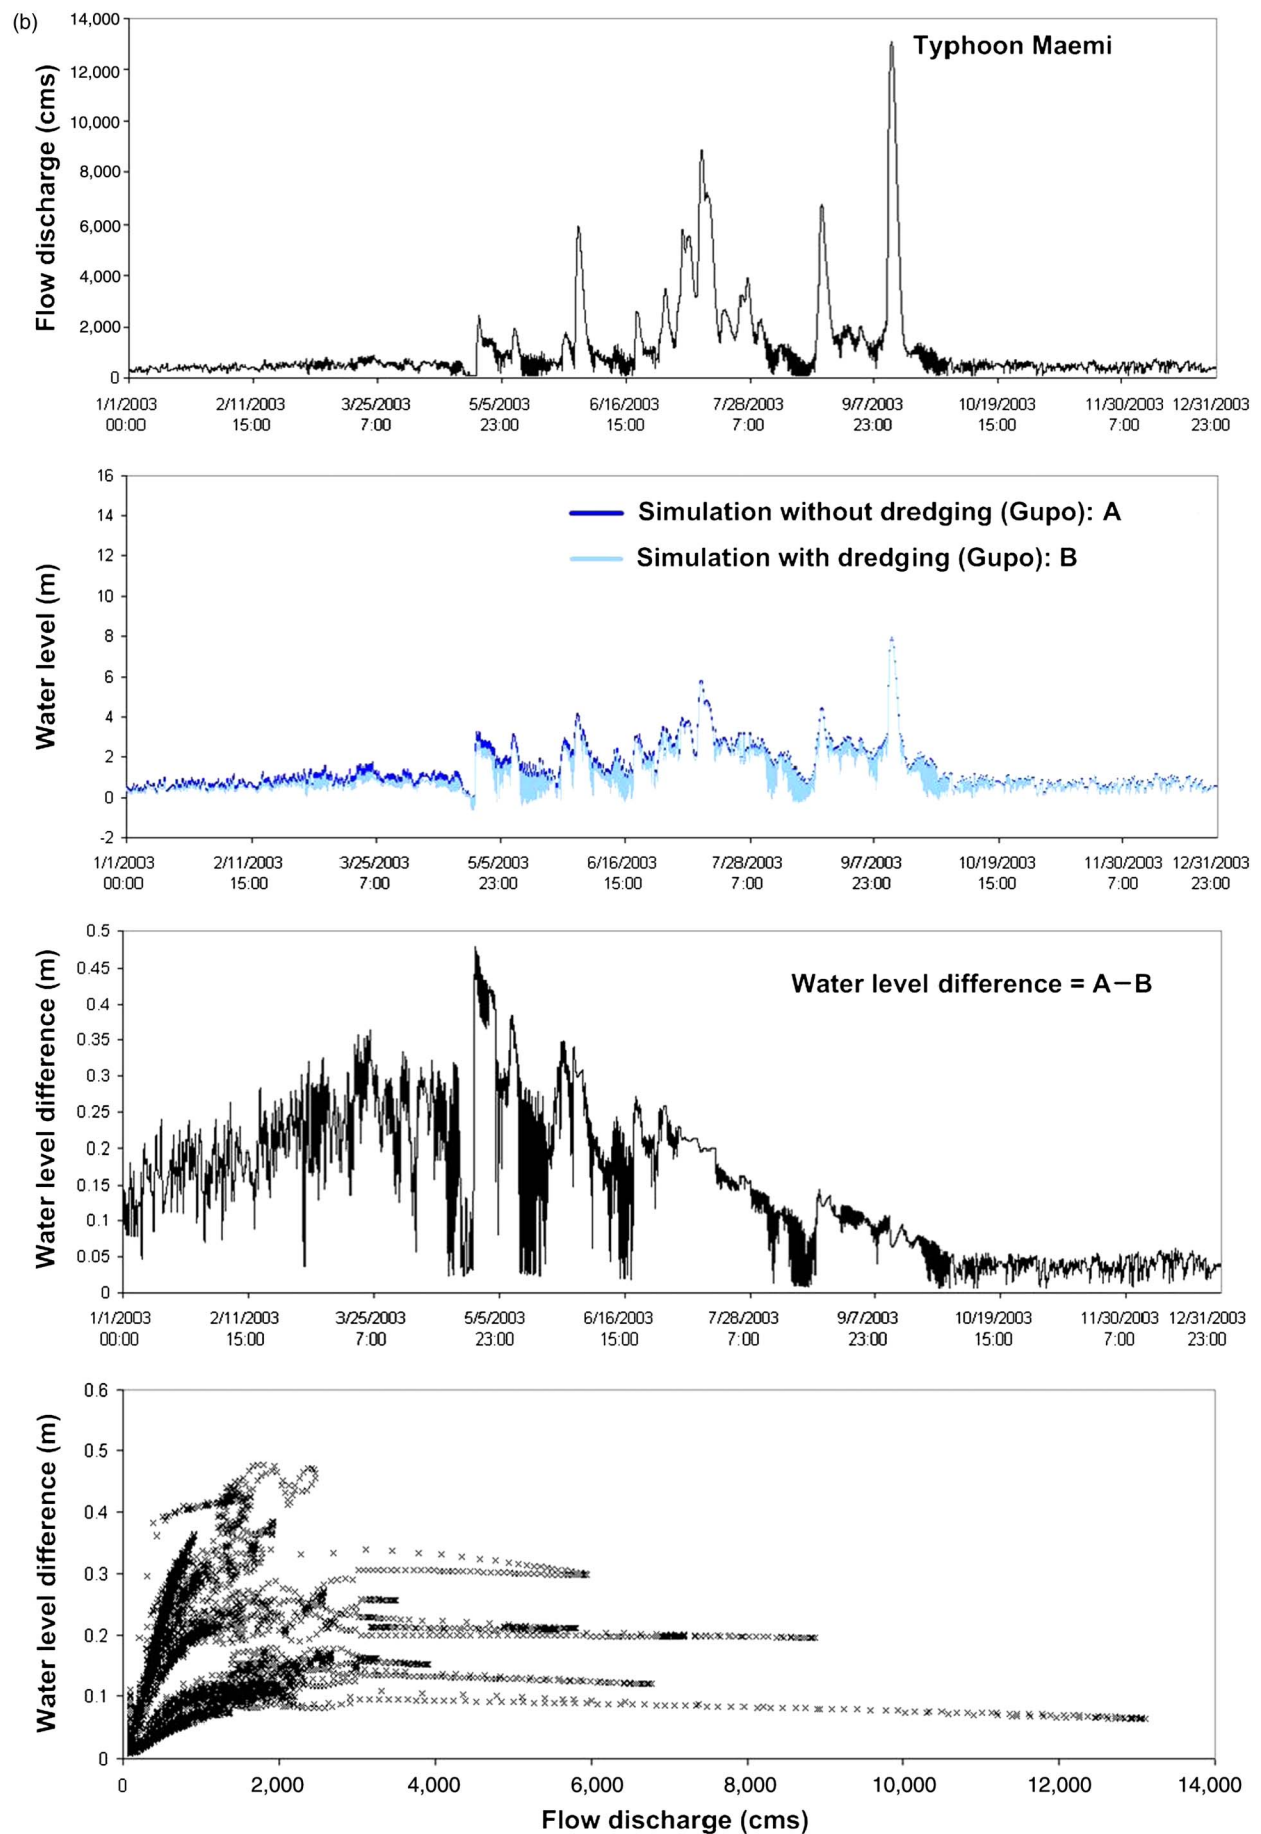 (b)
Flow discharge (cms)
14,000
12,000
10,000
8,000
6,000
4,000
2,000
0
Typhoon Maemi
1/1/2003 2/11/2003 3/25/2003 5/5/2003 6/16/2003 7/28/2003 9/7/2003 10/19/2003 11/30/2003 12/31/2003
00:00 15:00 7:00 23:00 15:00 7:00 23:00 15:00 7:00 23:00
Water level (m)
16
14
12
10
8
6
4
2
0
-2
Simulation without dredging (Gupo): A
Simulation with dredging (Gupo): B
1/1/2003 2/11/2003 3/25/2003 5/5/2003 6/16/2003 7/28/2003 9/7/2003 10/19/2003 11/30/2003 12/31/2003
00:00 15:00 7:00 23:00 15:00 7:00 23:00 15:00 7:00 23:00
Water level difference (m)
0.5
0.45
0.4
0.35
0.3
0.25
0.2
0.15
0.1
0.05
0
Water level difference = A−B
1/1/2003 2/11/2003 3/25/2003 5/5/2003 6/16/2003 7/28/2003 9/7/2003 10/19/2003 11/30/2003 12/31/2003
00:00 15:00 7:00 23:00 15:00 7:00 23:00 15:00 7:00 23:00
Water level difference (m)
0.6
0.5
0.4
0.3
0.2
0.1
0
0 2,000 4,000 6,000 8,000 10,000 12,000 14,000
Flow discharge (cms)